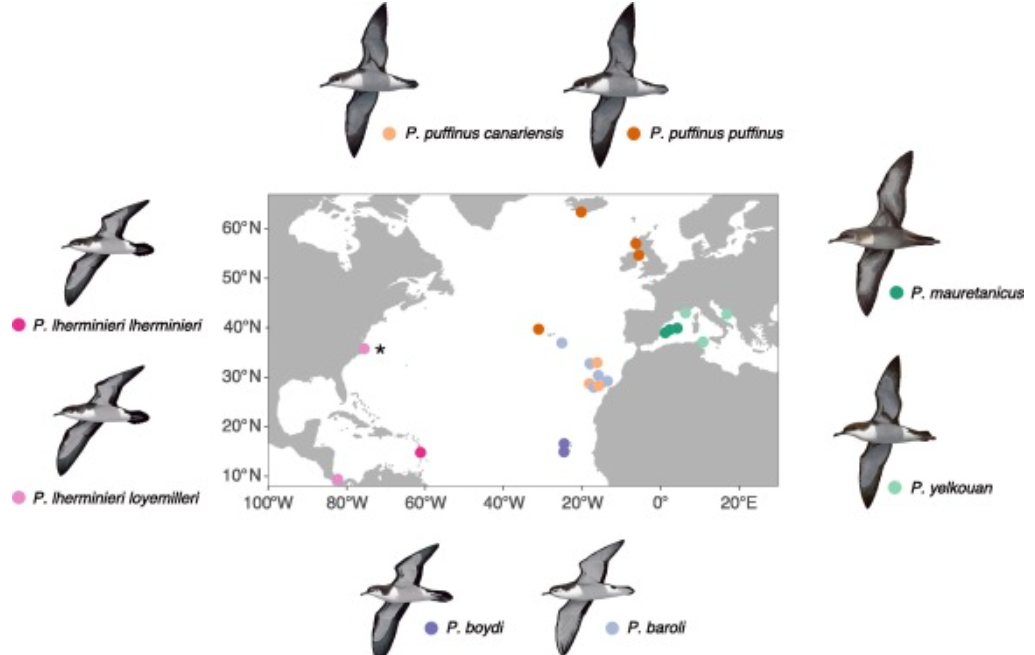 P. puffinus canariensis
P. puffinus puffinus
P. mauretanicus
P. lherminieri lherminieri
P. lherminieri loyemilleri
P. yelkouan
P. boydi
P. baroli
60°N
50°N
40°N
30°N
20°N
10°N
100°W
80°W
60°W
40°W
20°W
0°
20°E
*